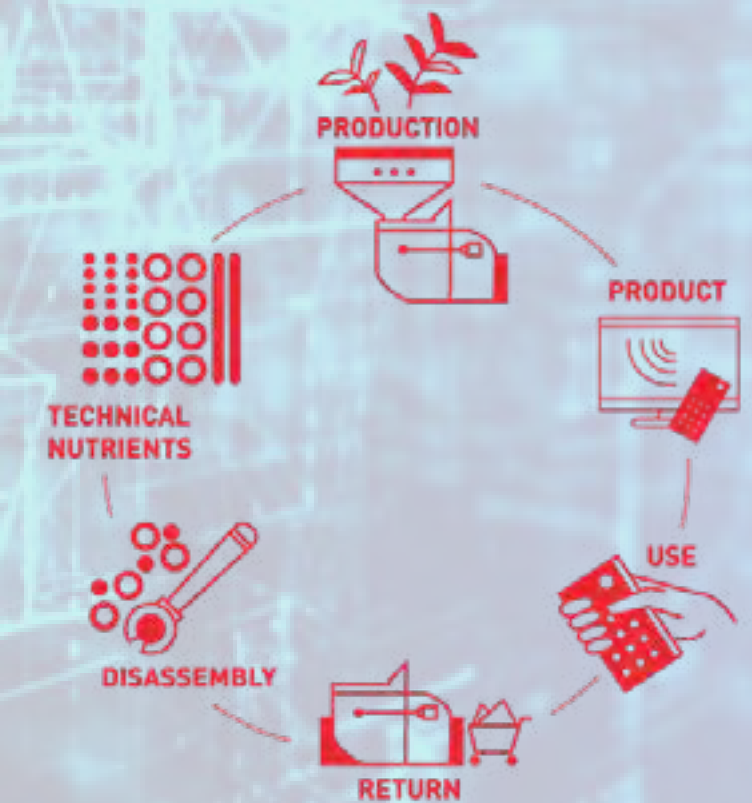 PRODUCTION
PRODUCT
USE
RETURN
DISASSEMBLY
TECHNICAL
NUTRIENTS